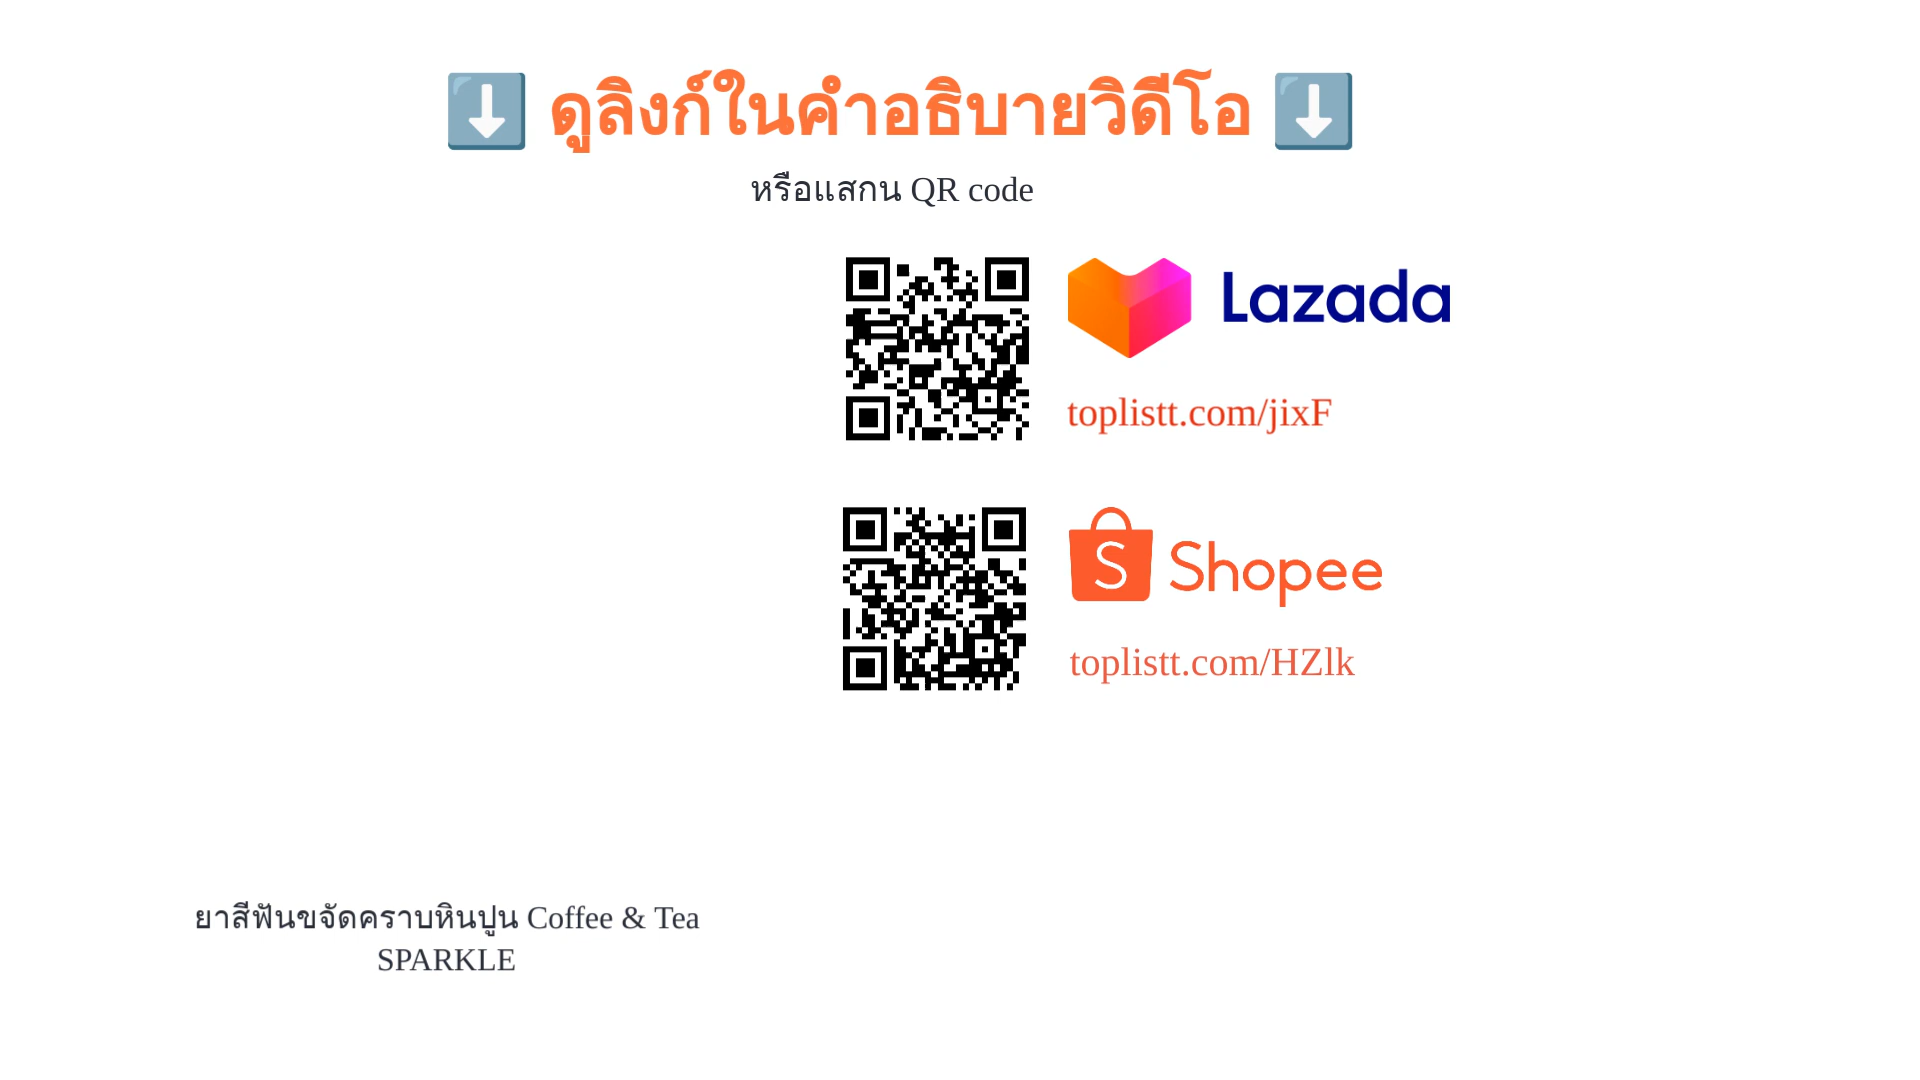 ⬇️ ดูลิงก์ในคำอธิบายวิดีโอ ⬇️
หรือแสกน QR code
Lazada
toplistt.com/jixF
Shopee
toplistt.com/HZlk
ยาสีฟันขจัดคราบหินปูน Coffee & Tea
SPARKLE